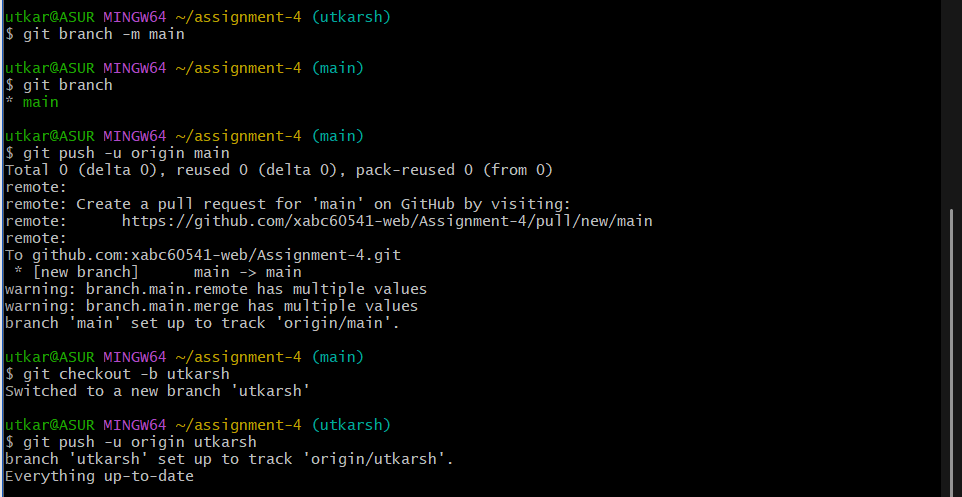 utkar@ASUR MINGW64 ~/assignment-4 (utkarsh)
$ git branch -m main
utkar@ASUR MINGW64 ~/assignment-4 (main)
$ git branch
* main
utkar@ASUR MINGW64 ~/assignment-4 (main)
$ git push -u origin main
Total 0 (delta 0), reused 0 (delta 0), pack-reused 0 (from 0)
remote:
remote: Create a pull request for 'main' on GitHub by visiting:
remote:      https://github.com/xabc60541-web/Assignment-4/pull/new/main
remote:
To github.com:xabc60541-web/Assignment-4.git
 * [new branch]      main -> main
warning: branch.main.remote has multiple values
warning: branch.main.merge has multiple values
branch 'main' set up to track 'origin/main'.
utkar@ASUR MINGW64 ~/assignment-4 (main)
$ git checkout -b utkarsh
Switched to a new branch 'utkarsh'
utkar@ASUR MINGW64 ~/assignment-4 (utkarsh)
$ git push -u origin utkarsh
branch 'utkarsh' set up to track 'origin/utkarsh'.
Everything up-to-date